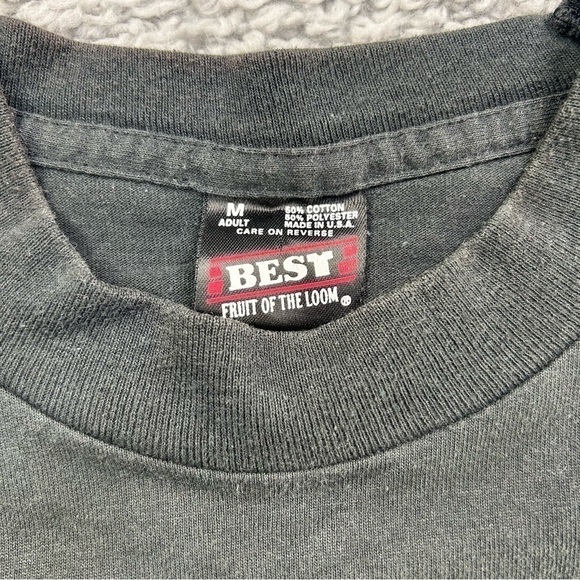 M 50% COTTON
ADULT 50% POLYESTER
MADE IN U.S.A.
CARE ON REVERSE
BEST
FRUIT OF THE LOOM®